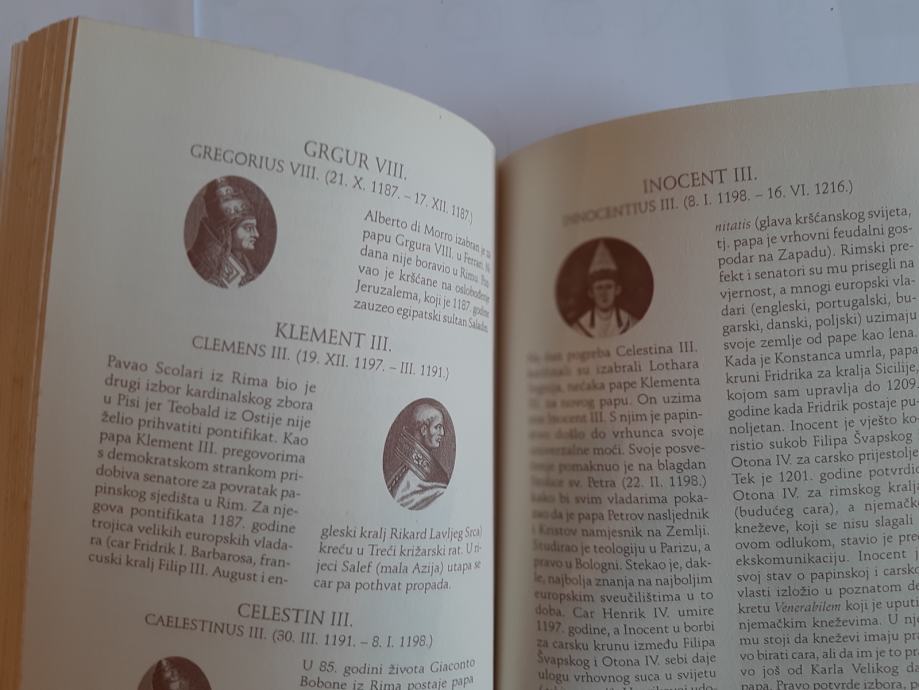 GRGUR VIII.
GREGORIUS VIII. (21. X. 1187. – 17. XII. 1187.)
Alberto di Morro izabran je za
papu Grgura VIII. u Ferrari.
dana nije boravio u Rimu.
vao je kršćane na oslobođenje
Jeruzalema, koji je 1187. godine
zauzeo egipatski sultan Saladin.
KLEMENT III.
CLEMENS III. (19. XII. 1197. – III. 1191.)
Pavao Scolari iz Rima bio je
drugi izbor kardinalskog zbora
u Pisi jer Teobald iz Ostije nije
želio prihvatiti pontifikat. Kao
papa Klement III. pregovorima
s demokratskom strankom pri-
dobiva senatore za povratak pa-
pinskog sjedišta u Rim. Za nje-
gova pontifikata 1187. godine
trojica velikih europskih vlada-
ra (car Fridrik I. Barbarosa, fran-
cuski kralj Filip III. August i en-
gleski kralj Rikard Lavljeg Srca)
kreću u Treći križarski rat. U ri-
jeci Salef (mala Azija) utapa se
car pa pothvat propada.
CELESTIN III.
CAELESTINUS III. (30. III. 1191. – 8. I. 1198.)
U 85. godini života Giaconto
Bobone iz Rima postaje papa
INOCENT III.
INNOCENTIUS III. (8. I. 1198. – 16. VI. 1216.)
pogreba Celestina III.
su izabrali Lothara
nećaka pape Klementa
za novog papu. On uzima
Inocent III. S njim je papin-
došlo do vrhunca svoje
moći. Svoje posve-
pomaknuo je na blagdan
sv. Petra (22. II. 1198.)
kako bi svim vladarima poka-
zao da je papa Petrov nasljednik
i Kristov namjesnik na Zemlji.
Studirao je teologiju u Parizu, a
pravo u Bologni. Stekao je, dak-
le, najbolja znanja na najboljim
europskim sveučilištima u to
doba. Car Henrik IV. umire
1197. godine, a Inocent u borbi
za carsku krunu između Filipa
Švapskog i Otona IV. sebi daje
ulogu vrhovnog suca u svijetu
nitatis (glava kršćanskog svijeta,
tj. papa je vrhovni feudalni gos-
podar na Zapadu). Rimski pre-
fekt i senatori su mu prisegli na
vjernost, a mnogi europski vla-
dari (engleski, portugalski, bu-
garski, danski, poljski) uzimaju
svoje zemlje od pape kao lena.
Kada je Konstanca umrla, papa
kruni Fridrika za kralja Sicilije,
kojom sam upravlja do 1209.
godine kada Fridrik postaje pu-
noljetan. Inocent je vješto ko-
ristio sukob Filipa Švapskog
Otona IV. za carsko prijestolje
Tek je 1201. godine potvrdio
Otona IV. za rimskog kralja
(budućeg cara), a njemačke
kneževe, koji se nisu slagali
ovom odlukom, stavio je pred
ekskomunikaciju. Inocent
svoj stav o papinskoj i carskoj
vlasti izložio u poznatom de-
kretu Venerabilem koji je uputi
njemačkim kneževima. U
mu stoji da kneževi imaju pra-
vo birati cara, ali da im je to pra-
vo još od Karla Velikog da
papa. Pravo potvrde izbora,